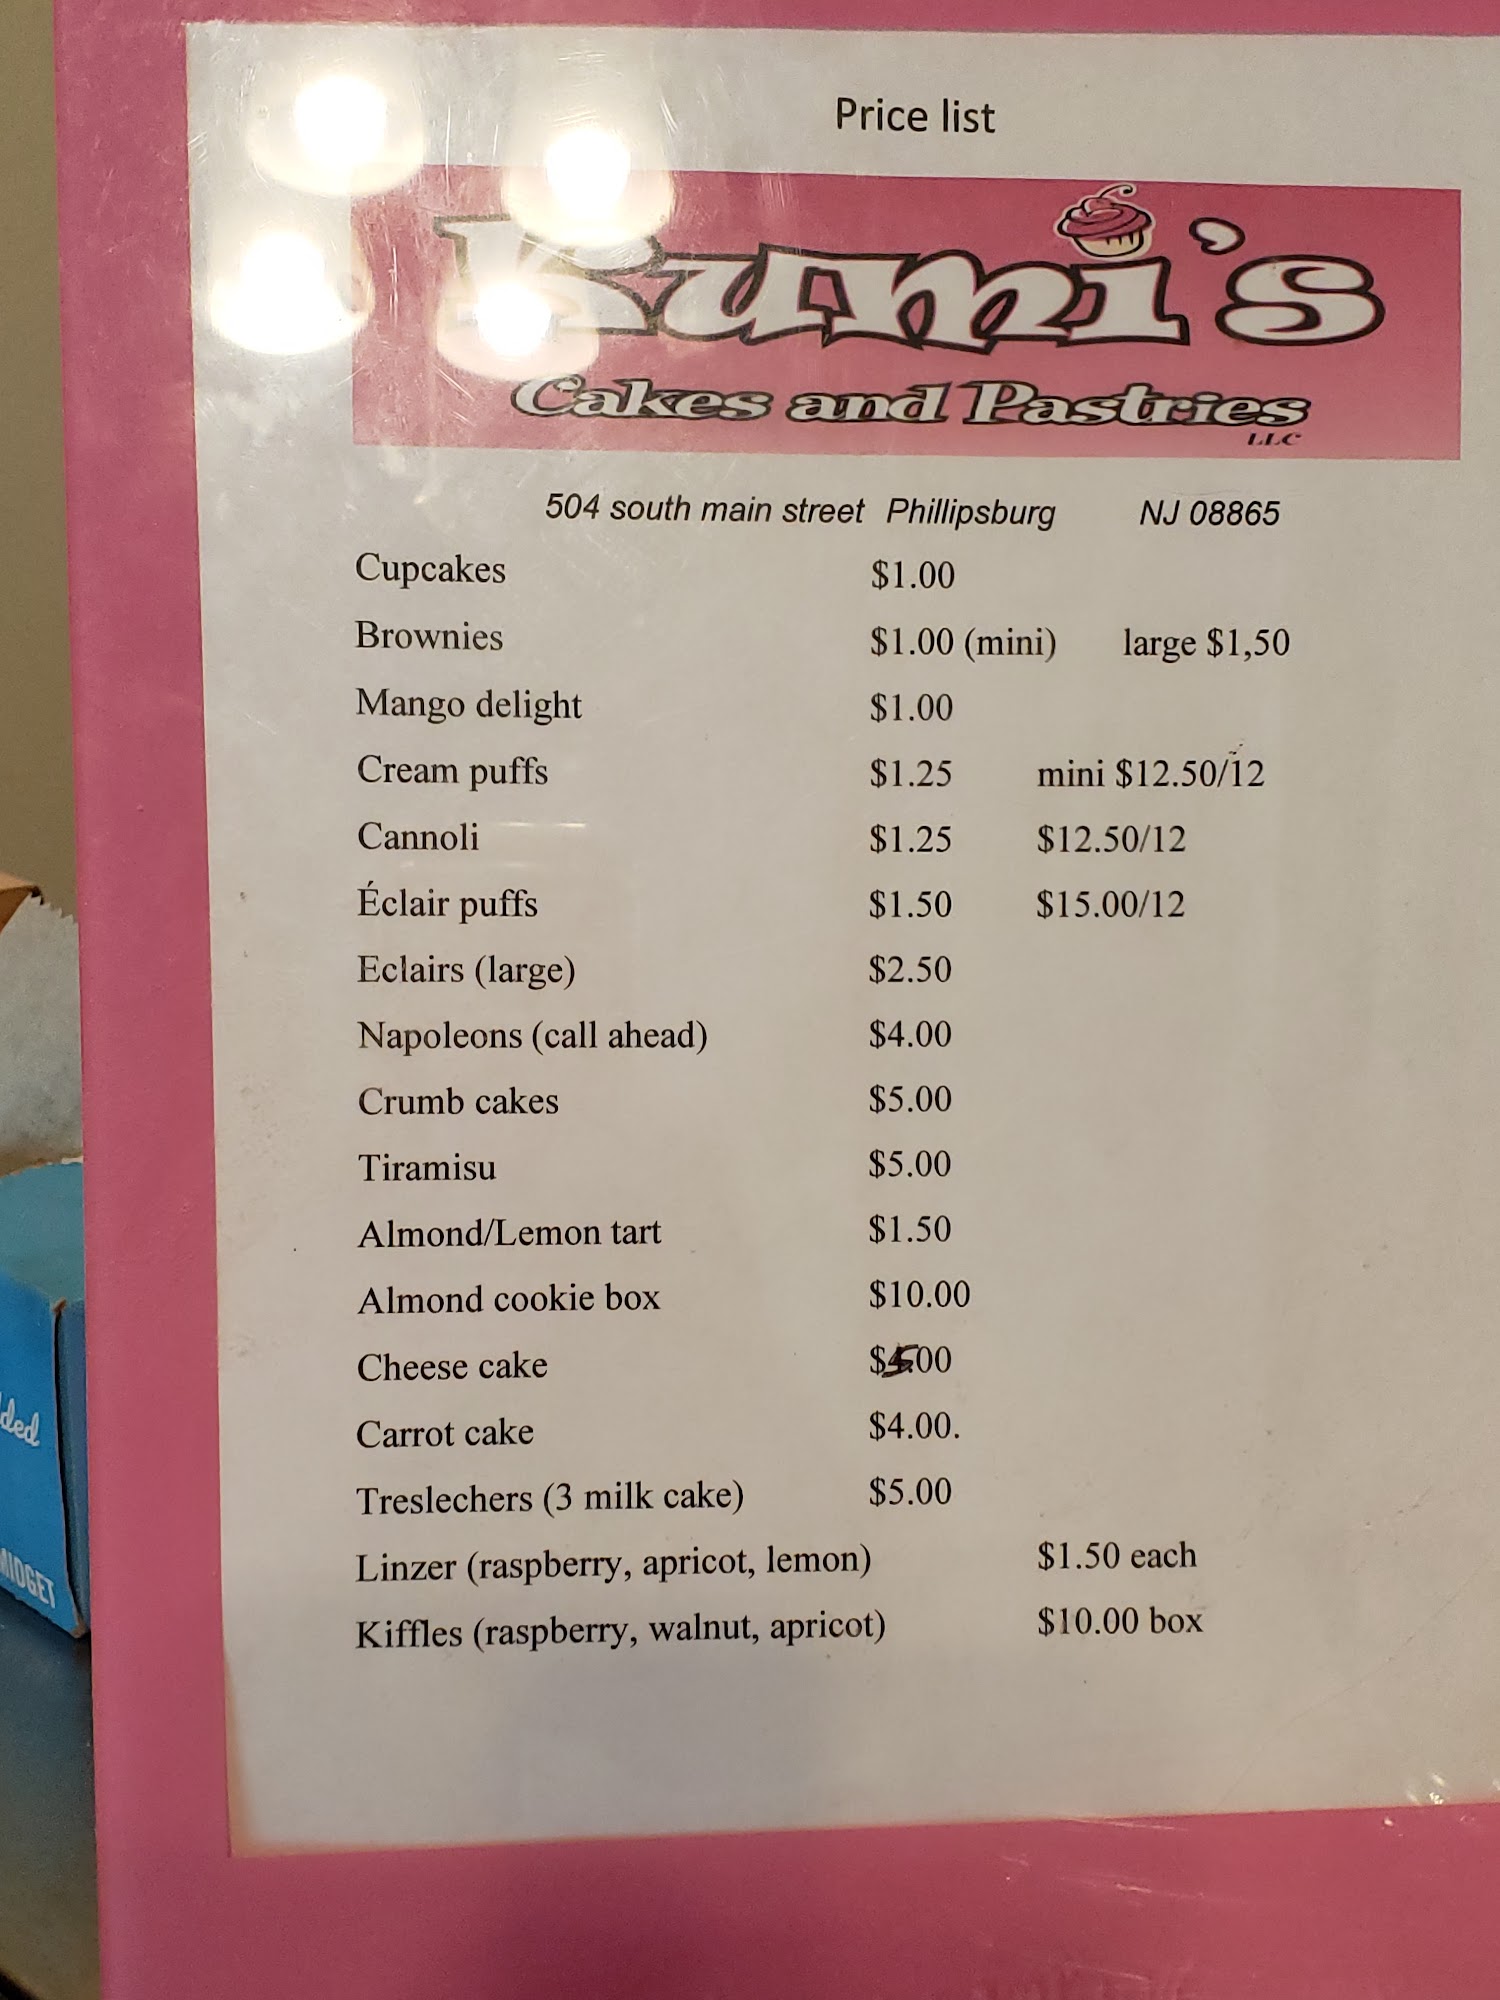 Price list
Kumi's
Cakes and Pastries
LLC
504 south main street Phillipsburg NJ 08865
Cupcakes $1.00
Brownies $1.00 (mini) large $1,50
Mango delight $1.00
Cream puffs $1.25 mini $12.50/12
Cannoli $1.25 $12.50/12
Éclair puffs $1.50 $15.00/12
Eclairs (large) $2.50
Napoleons (call ahead) $4.00
Crumb cakes $5.00
Tiramisu $5.00
Almond/Lemon tart $1.50
Almond cookie box $10.00
Cheese cake $5.00
Carrot cake $4.00.
Treslechers (3 milk cake) $5.00
Linzer (raspberry, apricot, lemon) $1.50 each
Kiffles (raspberry, walnut, apricot) $10.00 box
ded
MIDGET